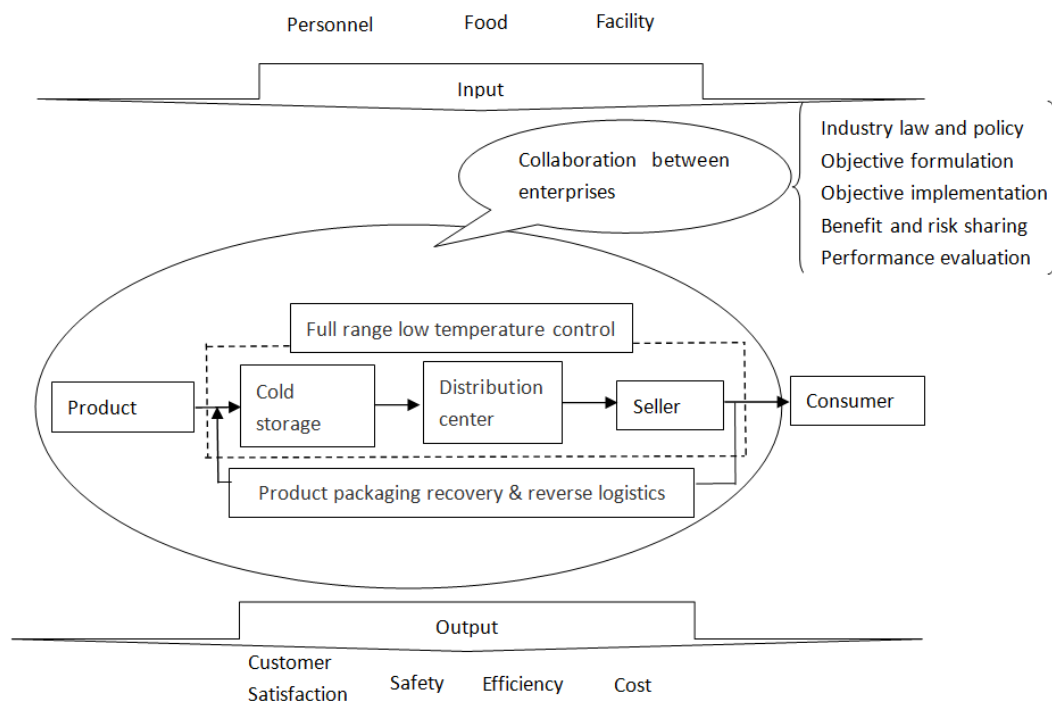 Personnel Food Facility
Input
Collaboration between
enterprises
Industry law and policy
Objective formulation
Objective implementation
Benefit and risk sharing
Performance evaluation
Full range low temperature control
Product
Cold
storage
Distribution
center
Seller
Consumer
Product packaging recovery & reverse logistics
Output
Customer
Satisfaction
Safety Efficiency Cost